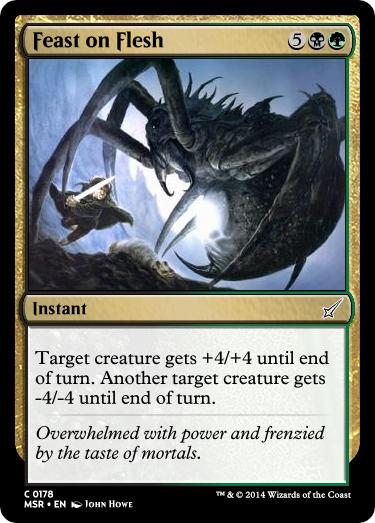 Feast on Flesh 5
Instant
Target creature gets +4/+4 until end
of turn. Another target creature gets
-4/-4 until end of turn.
Overwhelmed with power and frenzied
by the taste of mortals.
C 0178
MSR • EN John Howe
™ & © 2014 Wizards of the Coast